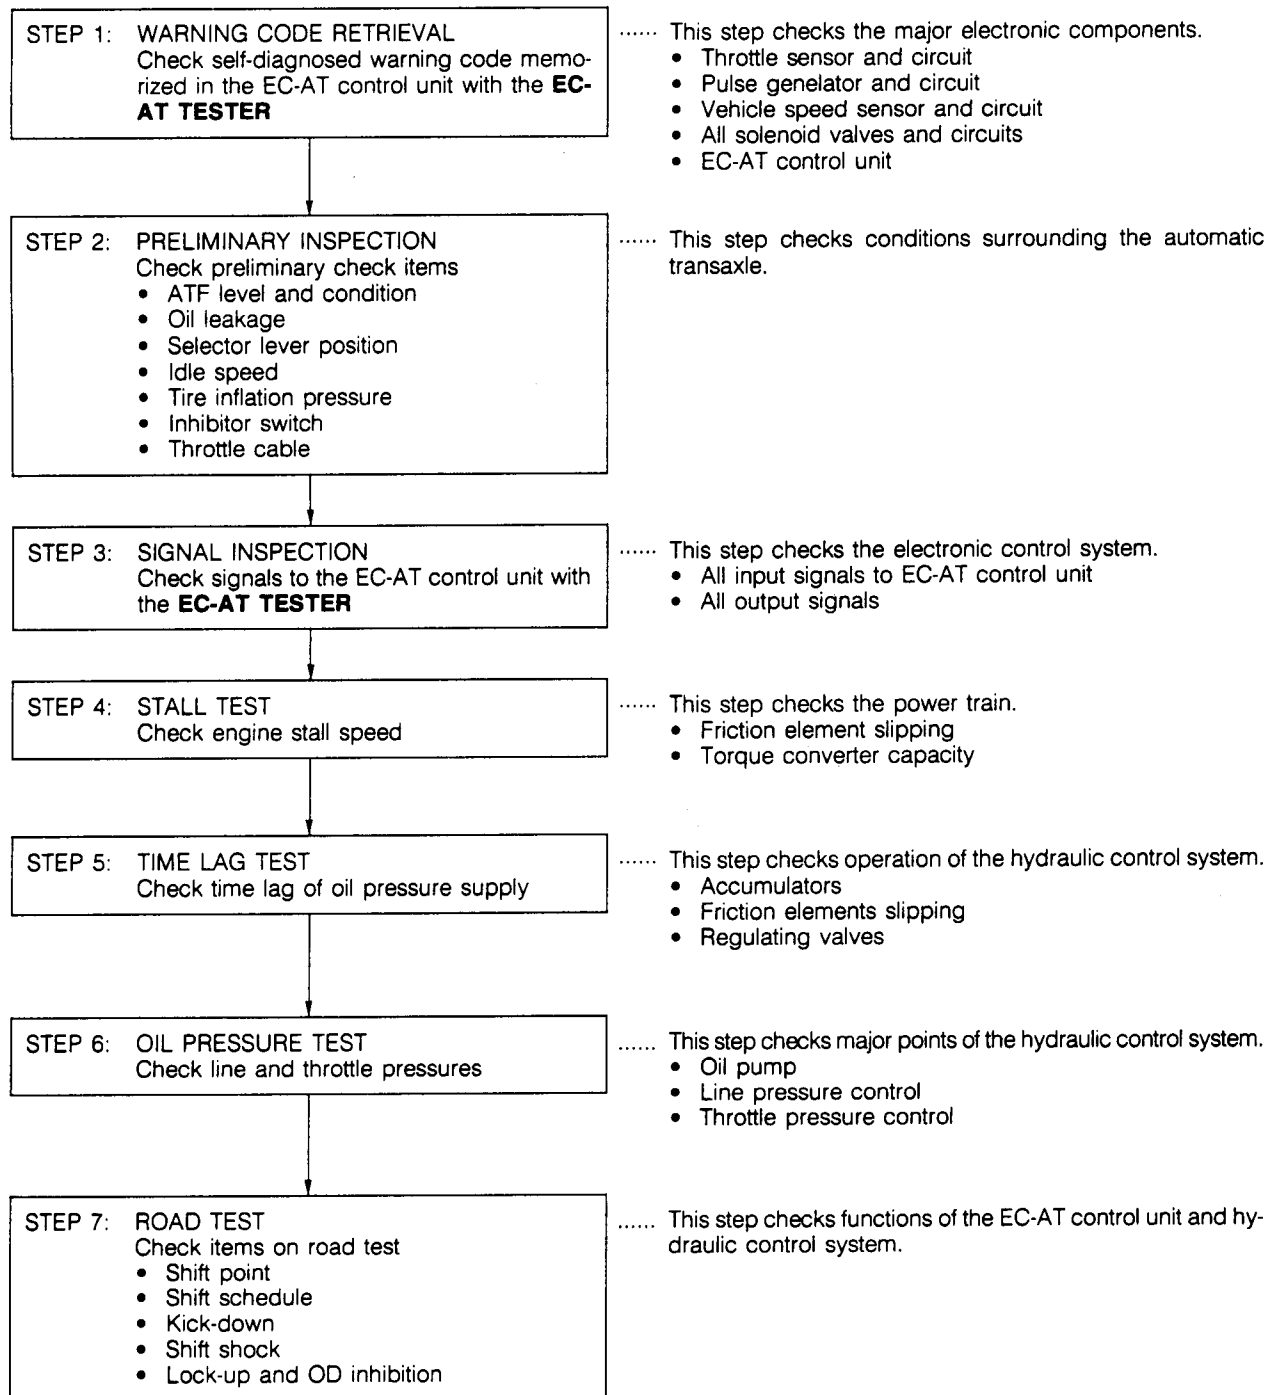 STEP 1: WARNING CODE RETRIEVAL
Check self-diagnosed warning code memo-
rized in the EC-AT control unit with the EC-
AT TESTER
...... This step checks the major electronic components.
• Throttle sensor and circuit
• Pulse genelator and circuit
• Vehicle speed sensor and circuit
• All solenoid valves and circuits
• EC-AT control unit
STEP 2: PRELIMINARY INSPECTION
Check preliminary check items
• ATF level and condition
• Oil leakage
• Selector lever position
• Idle speed
• Tire inflation pressure
• Inhibitor switch
• Throttle cable
...... This step checks conditions surrounding the automatic
transaxle.
STEP 3: SIGNAL INSPECTION
Check signals to the EC-AT control unit with
the EC-AT TESTER
...... This step checks the electronic control system.
• All input signals to EC-AT control unit
• All output signals
STEP 4: STALL TEST
Check engine stall speed
...... This step checks the power train.
• Friction element slipping
• Torque converter capacity
STEP 5: TIME LAG TEST
Check time lag of oil pressure supply
...... This step checks operation of the hydraulic control system.
• Accumulators
• Friction elements slipping
• Regulating valves
STEP 6: OIL PRESSURE TEST
Check line and throttle pressures
...... This step checks major points of the hydraulic control system.
• Oil pump
• Line pressure control
• Throttle pressure control
STEP 7: ROAD TEST
Check items on road test
• Shift point
• Shift schedule
• Kick-down
• Shift shock
• Lock-up and OD inhibition
...... This step checks functions of the EC-AT control unit and hy-
draulic control system.